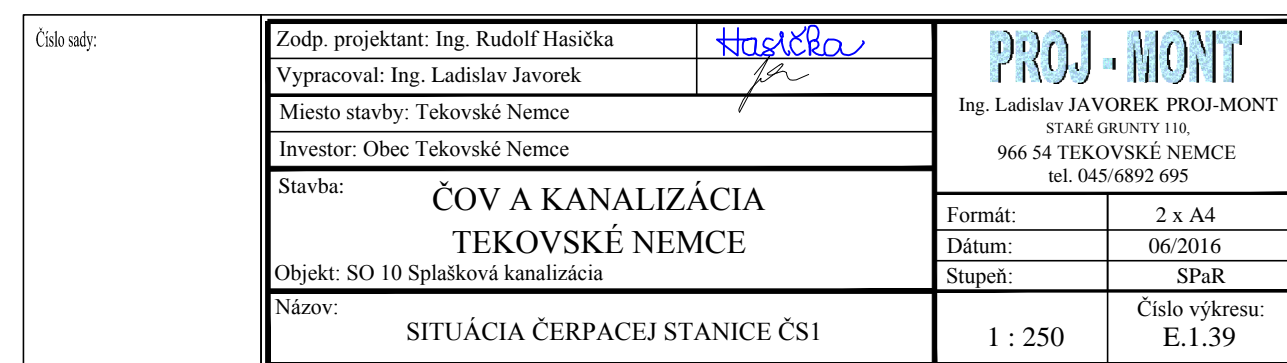 Číslo sady:
Zodp. projektant: Ing. Rudolf Hasička
Hasička
Vypracoval: Ing. Ladislav Javorek
Miesto stavby: Tekovské Nemce
Investor: Obec Tekovské Nemce
Stavba:
ČOV A KANALIZÁCIA
TEKOVSKÉ NEMCE
Objekt: SO 10 Splašková kanalizácia
Názov:
SITUÁCIA ČERPACEJ STANICE ČS1
PROJ - MONT
Ing. Ladislav JAVOREK PROJ-MONT
STARÉ GRUNTY 110,
966 54 TEKOVSKÉ NEMCE
tel. 045/6892 695
Formát: 2 x A4
Dátum: 06/2016
Stupeň: SPaR
1 : 250
Číslo výkresu:
E.1.39